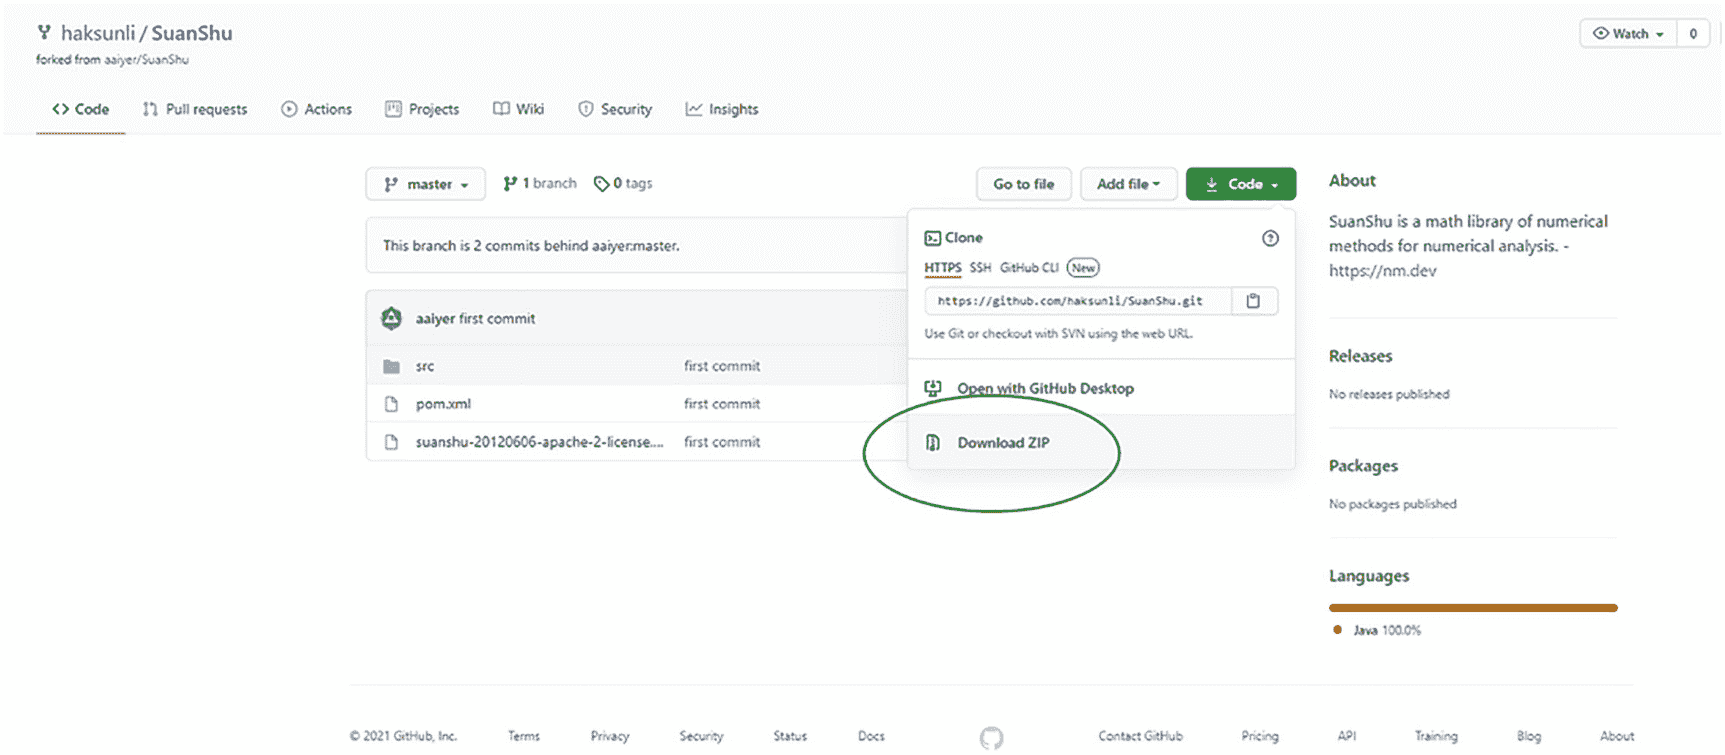 haksunli / SuanShu
Watch 0
forked from aaiyer/SuanShu
Code Pull requests Actions Projects Wiki Security Insights
master 1 branch 0 tags Go to file Add file Code
This branch is 2 commits behind aaiyer:master.
aaiyer first commit
src first commit
pom.xml first commit
suanshu-20120606-apache-2-license.... first commit
Clone
HTTPS SSH GitHub CLI New
https://github.com/haksunli/SuanShu.git
Use Git or checkout with SVN using the web URL.
Open with GitHub Desktop
Download ZIP
About
SuanShu is a math library of numerical
methods for numerical analysis. -
https://nm.dev
Releases
No releases published
Packages
No packages published
Languages
Java 100.0%
© 2021 GitHub, Inc. Terms Privacy Security Status Docs Contact GitHub Pricing API Training Blog About